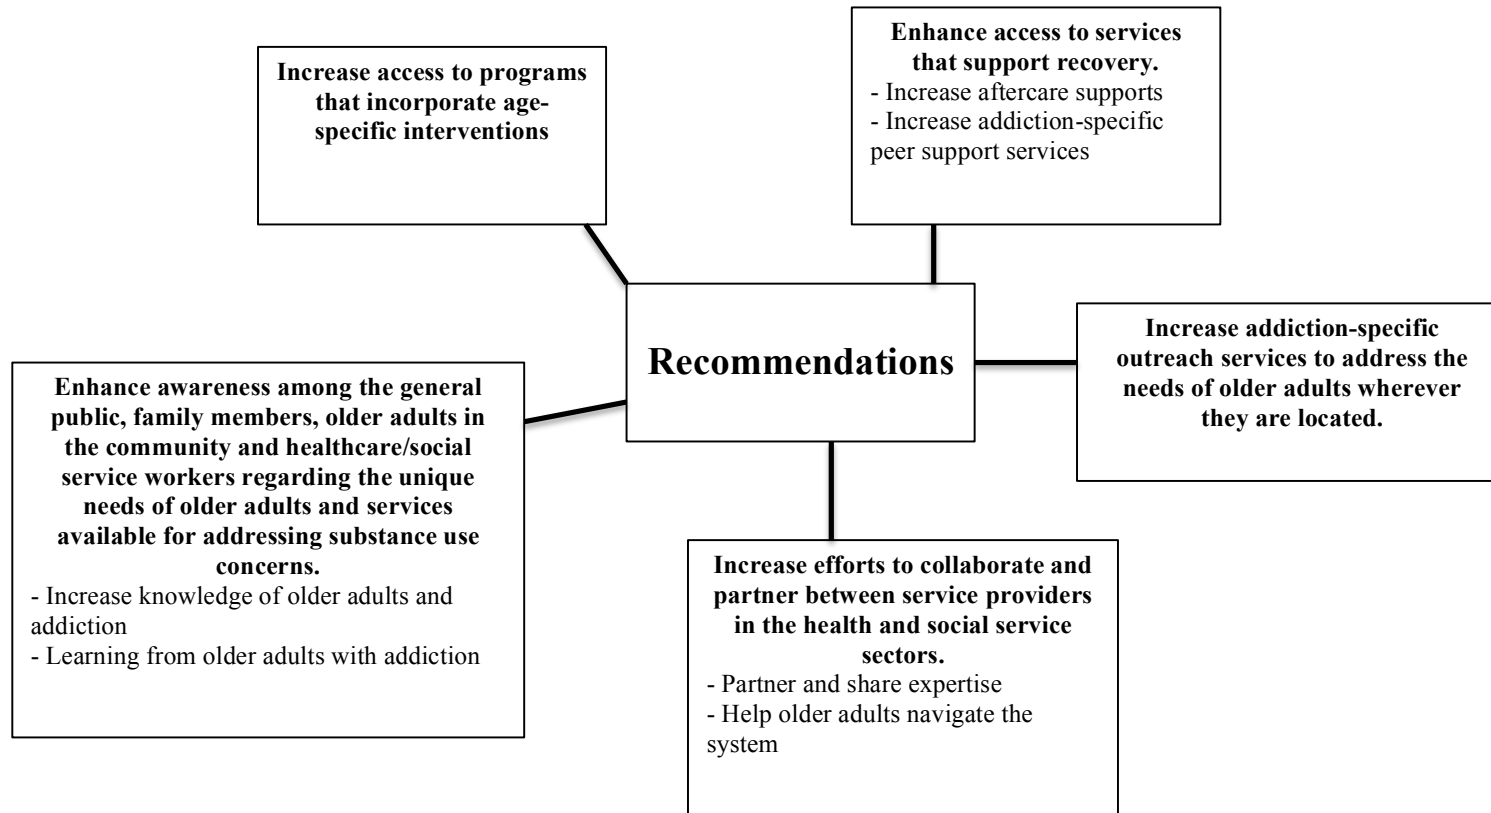 Increase access to programs
that incorporate age-
specific interventions
Enhance access to services
that support recovery.
- Increase aftercare supports
- Increase addiction-specific
peer support services
Recommendations
Increase addiction-specific
outreach services to address the
needs of older adults wherever
they are located.
Enhance awareness among the general
public, family members, older adults in
the community and healthcare/social
service workers regarding the unique
needs of older adults and services
available for addressing substance use
concerns.
- Increase knowledge of older adults and
addiction
- Learning from older adults with addiction
Increase efforts to collaborate and
partner between service providers
in the health and social service
sectors.
- Partner and share expertise
- Help older adults navigate the
system